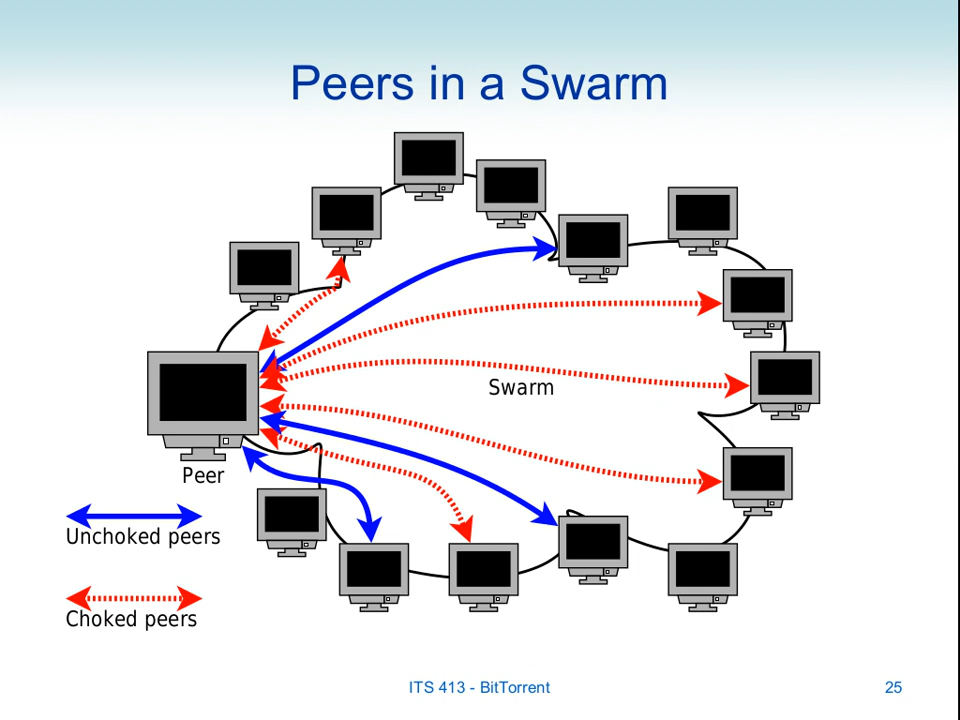 Peers in a Swarm
Swarm
Peer
Unchoked peers
Choked peers
ITS 413 - BitTorrent
25